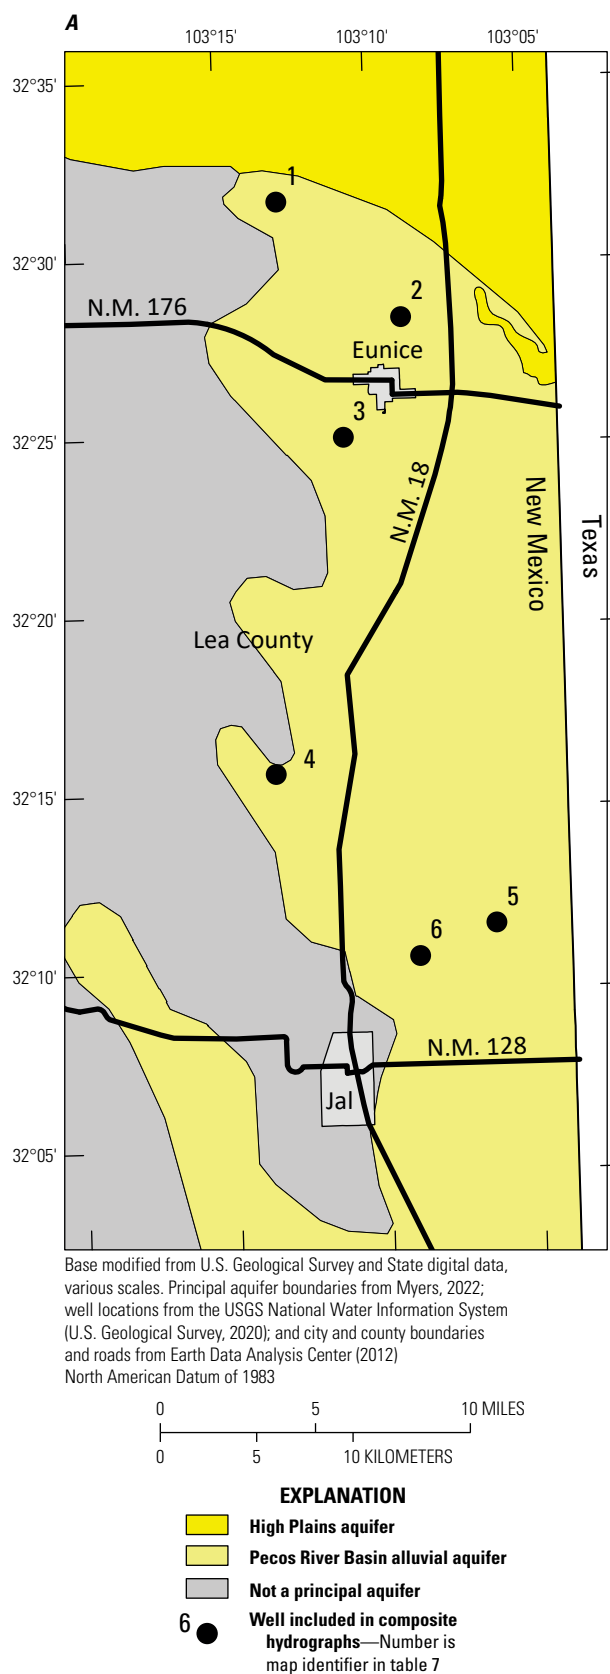 A
103°15' 103°10' 103°05'
32°35'
1
32°30'
2
N.M. 176
Eunice
3
32°25'
N.M. 18
New Mexico
Texas
32°20'
Lea County
4
32°15'
5
6
32°10'
N.M. 128
Jal
32°05'
Base modified from U.S. Geological Survey and State digital data,
various scales. Principal aquifer boundaries from Myers, 2022;
well locations from the USGS National Water Information System
(U.S. Geological Survey, 2020); and city and county boundaries
and roads from Earth Data Analysis Center (2012)
North American Datum of 1983
0 5 10 MILES
0 5 10 KILOMETERS
EXPLANATION
High Plains aquifer
Pecos River Basin alluvial aquifer
Not a principal aquifer
6 Well included in composite
hydrographs—Number is
map identifier in table 7